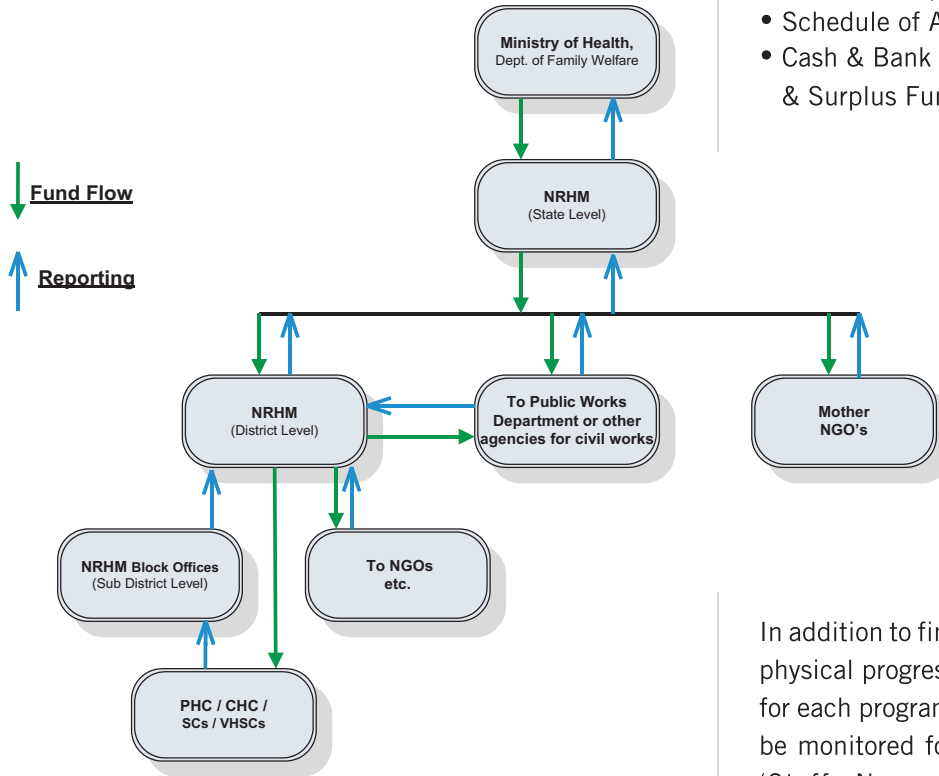 Ministry of Health,
Dept. of Family Welfare
NRHM
(State Level)
Fund Flow
Reporting
NRHM
(District Level)
To Public Works
Department or other
agencies for civil works
Mother
NGO's
NRHM Block Offices
(Sub District Level)
To NGOs
etc.
PHC / CHC /
SCs / VHSCs
• Schedule of A
• Cash & Bank
& Surplus Fu
In addition to fi
physical progres
for each program
be monitored fo